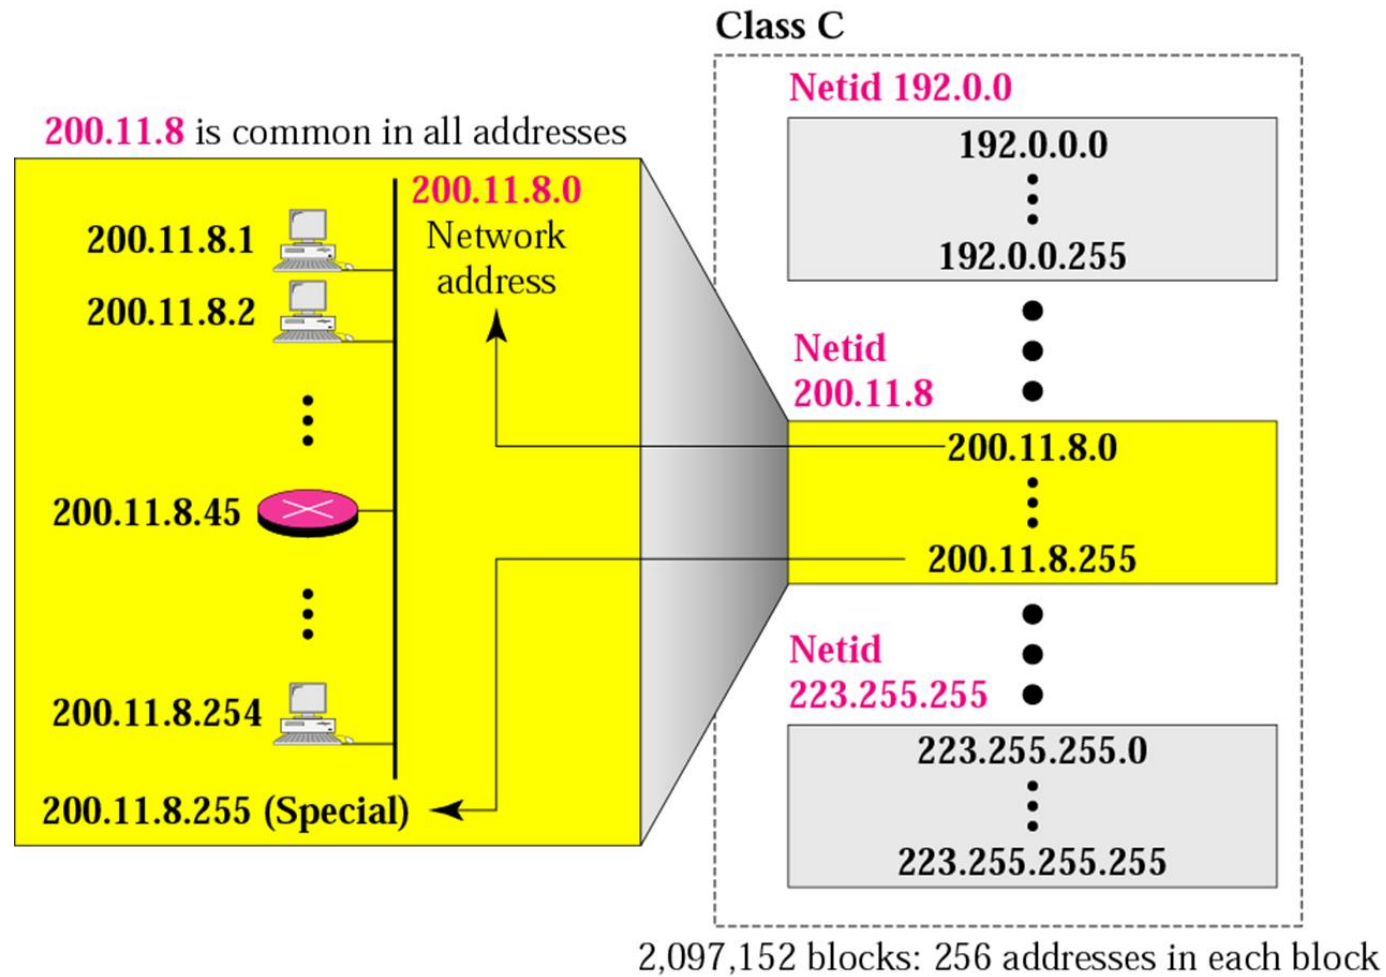 Class C
Netid 192.0.0
192.0.0.0
192.0.0.255
200.11.8 is common in all addresses
200.11.8.0
Network
address
200.11.8.1
200.11.8.2
200.11.8.45
200.11.8.254
200.11.8.255 (Special)
Netid
200.11.8
200.11.8.0
200.11.8.255
Netid
223.255.255
223.255.255.0
223.255.255.255
2,097,152 blocks: 256 addresses in each block